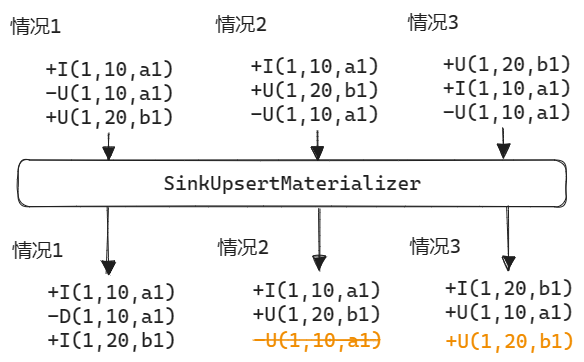 情况1
情况2
情况3
+I(1,10,a1)
-U(1,10,a1)
+U(1,20,b1)
+I(1,10,a1)
+U(1,20,b1)
-U(1,10,a1)
+U(1,20,b1)
+I(1,10,a1)
-U(1,10,a1)
SinkUpsertMaterializer
情况1
情况2
情况3
+I(1,10,a1)
-D(1,10,a1)
+I(1,20,b1)
+I(1,10,a1)
+U(1,20,b1)
-U(1,10,a1)
+I(1,20,b1)
+U(1,10,a1)
+U(1,20,b1)